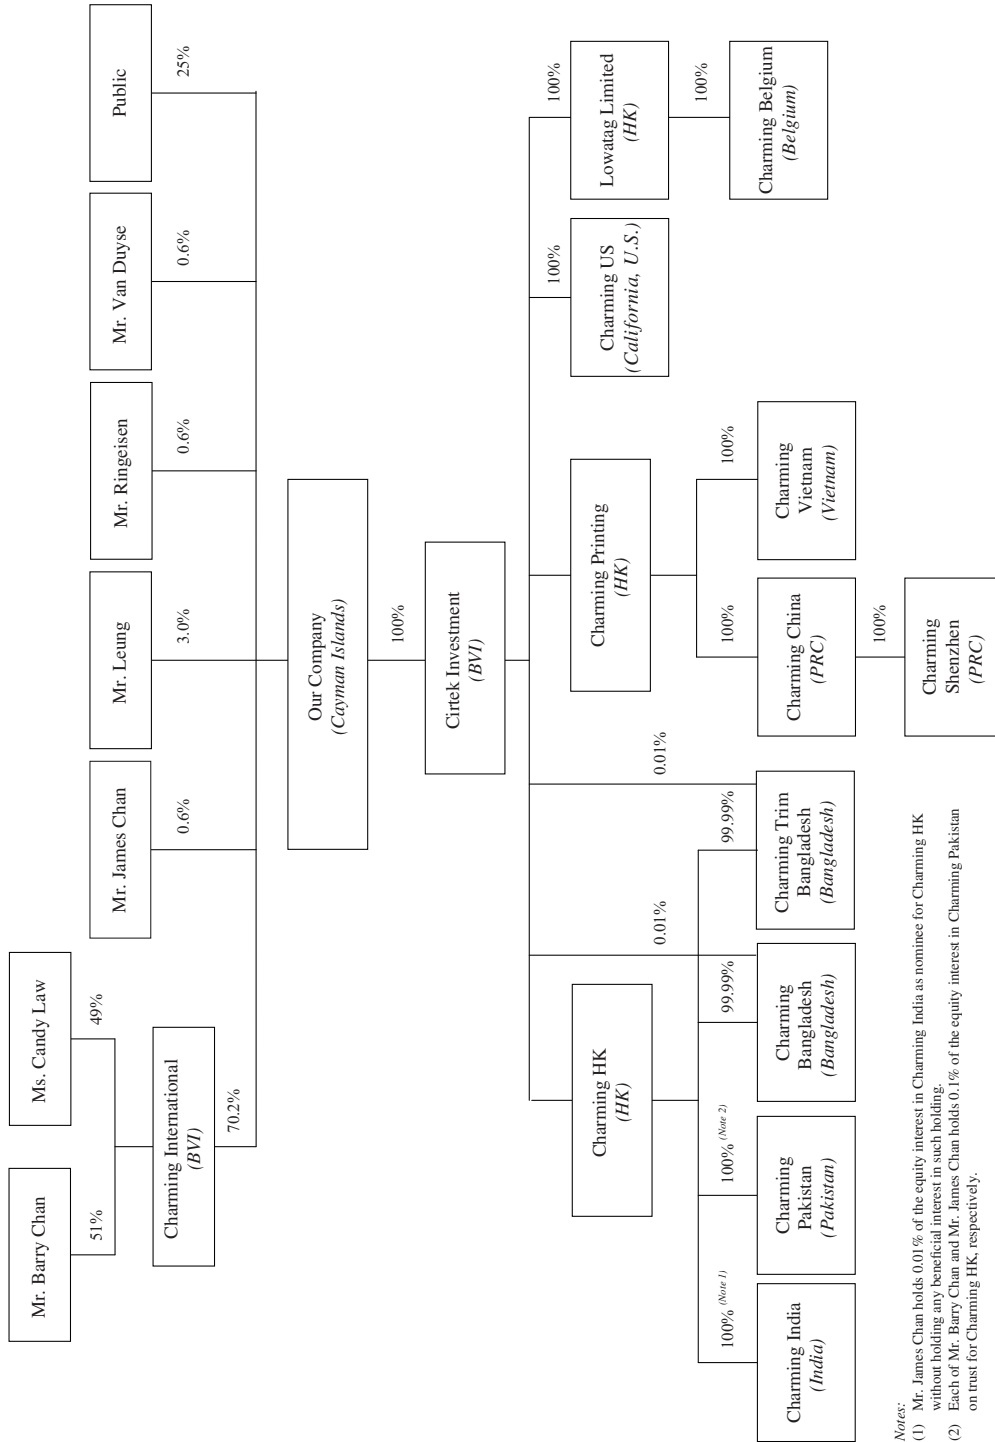 Mr. Barry Chan
Ms. Candy Law
51%
49%
Charming International
(BVI)
Mr. James Chan
Mr. Leung
Mr. Ringeisen
Mr. Van Duyse
Public
70.2%
0.6%
3.0%
0.6%
0.6%
25%
Our Company
(Cayman Islands)
100%
Cirtek Investment
(BVI)
100%
100%
Charming HK
(HK)
0.01%
0.01%
Charming Printing
(HK)
Charming US
(California, U.S.)
Lowatag Limited
(HK)
100% (Note 1)
100% (Note 2)
99.99%
99.99%
100%
100%
100%
Charming India
(India)
Charming
Pakistan
(Pakistan)
Charming
Bangladesh
(Bangladesh)
Charming Trim
Bangladesh
(Bangladesh)
Charming China
(PRC)
Charming
Vietnam
(Vietnam)
Charming Belgium
(Belgium)
100%
Charming
Shenzhen
(PRC)
Notes:
(1) Mr. James Chan holds 0.01% of the equity interest in Charming India as nominee for Charming HK
without holding any beneficial interest in such holding.
(2) Each of Mr. Barry Chan and Mr. James Chan holds 0.1% of the equity interest in Charming Pakistan
on trust for Charming HK, respectively.